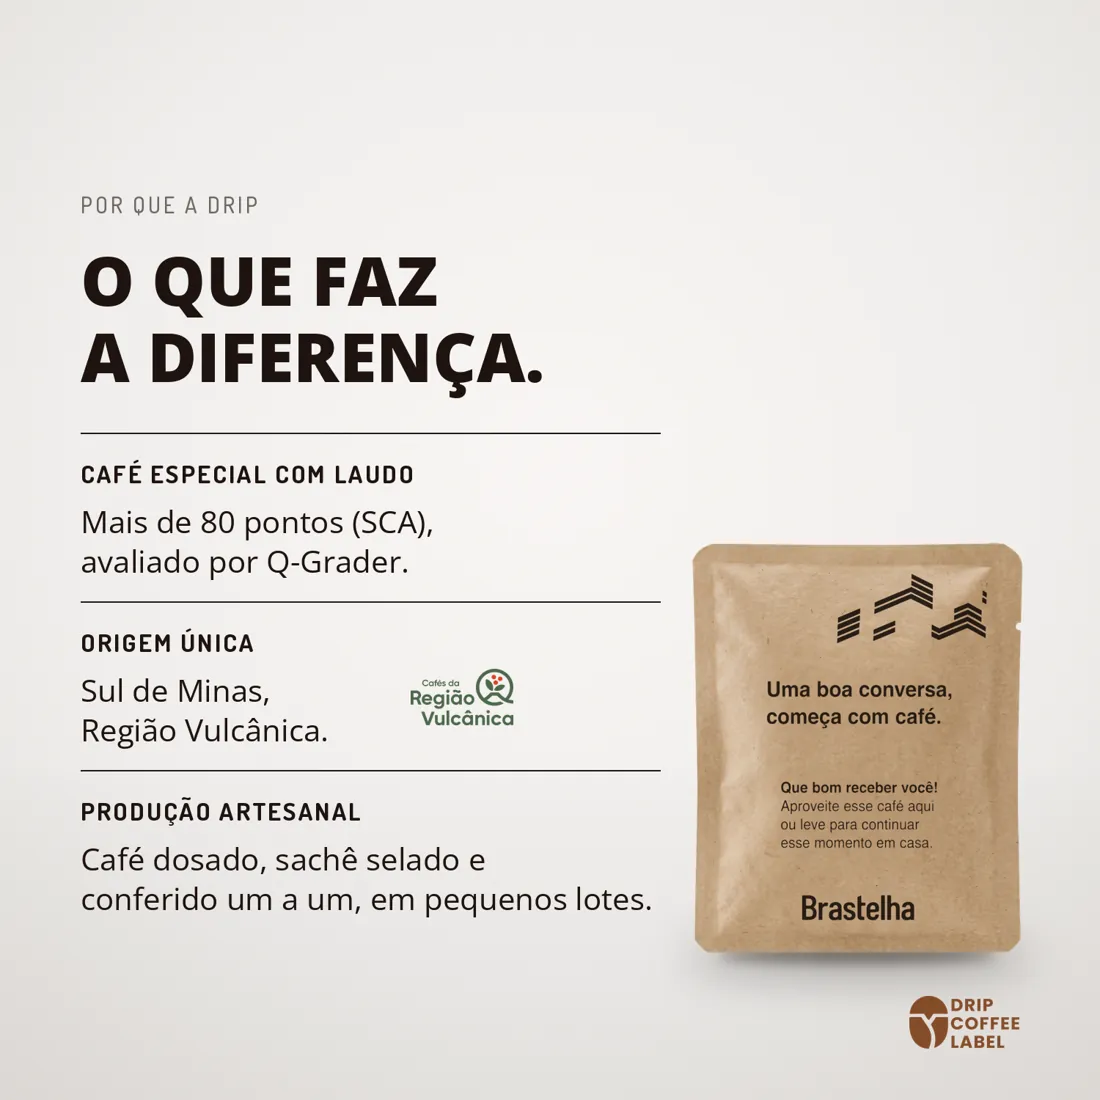 POR QUE A DRIP
O QUE FAZ
A DIFERENÇA.
CAFÉ ESPECIAL COM LAUDO
Mais de 80 pontos (SCA),
avaliado por Q-Grader.
ORIGEM ÚNICA
Sul de Minas,
Região Vulcânica.
Cafés da
Região
Vulcânica
PRODUÇÃO ARTESANAL
Café dosado, sachê selado e
conferido um a um, em pequenos lotes.
Uma boa conversa,
começa com café.
Que bom receber você!
Aproveite esse café aqui
ou leve para continuar
esse momento em casa.
Brastelha
DRIP
COFFEE
LABEL